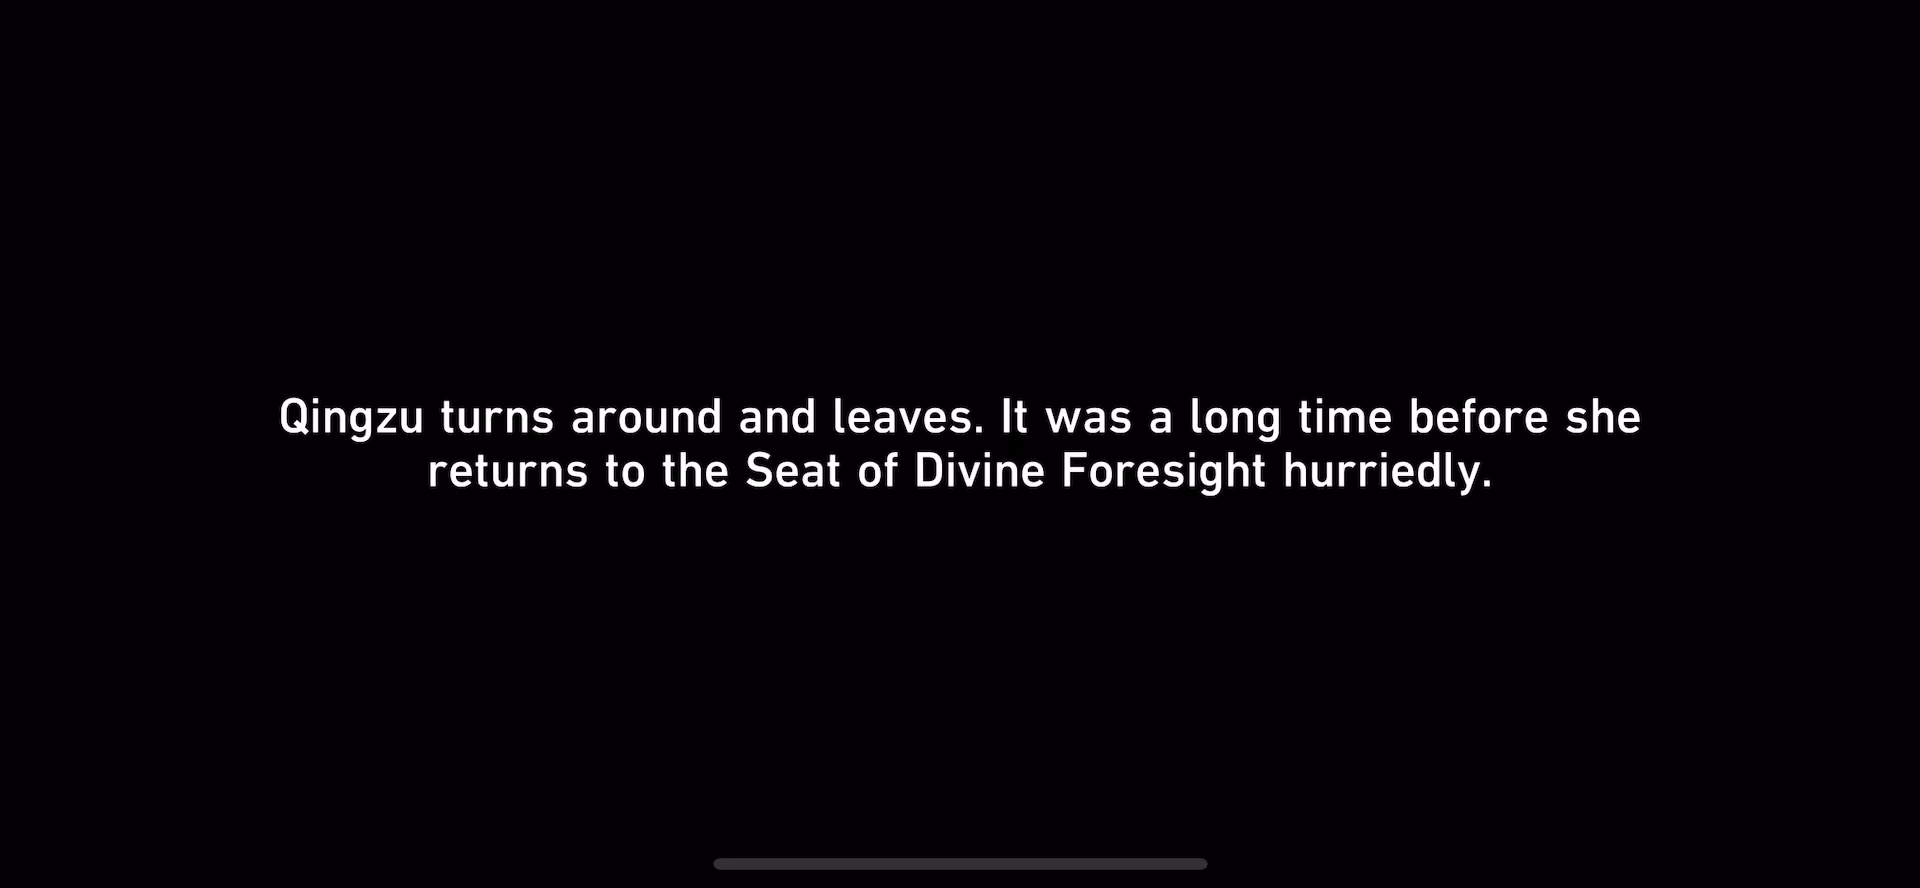 Qingzu turns around and leaves. It was a long time before she
returns to the Seat of Divine Foresight hurriedly.